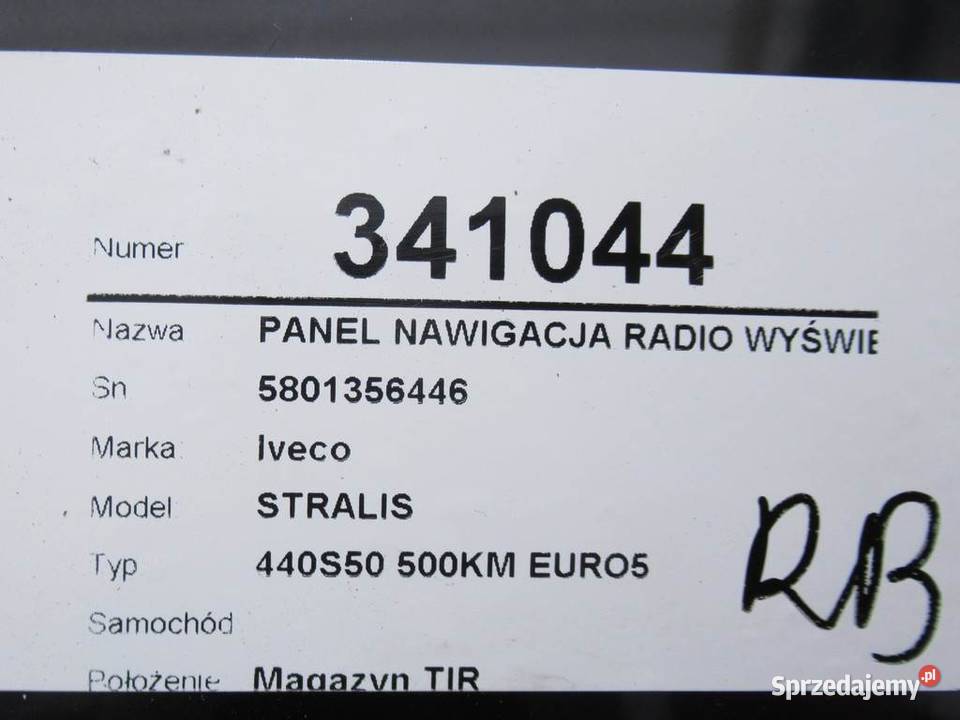 Numer 341044
Nazwa PANEL NAWIGACJA RADIO WYŚWIE
Sn 5801356446
Marka Iveco
Model STRALIS
Typ 440S50 500KM EURO5
Samochód
Położenie Magazyn TIR
RB
Sprzedajemy.pl